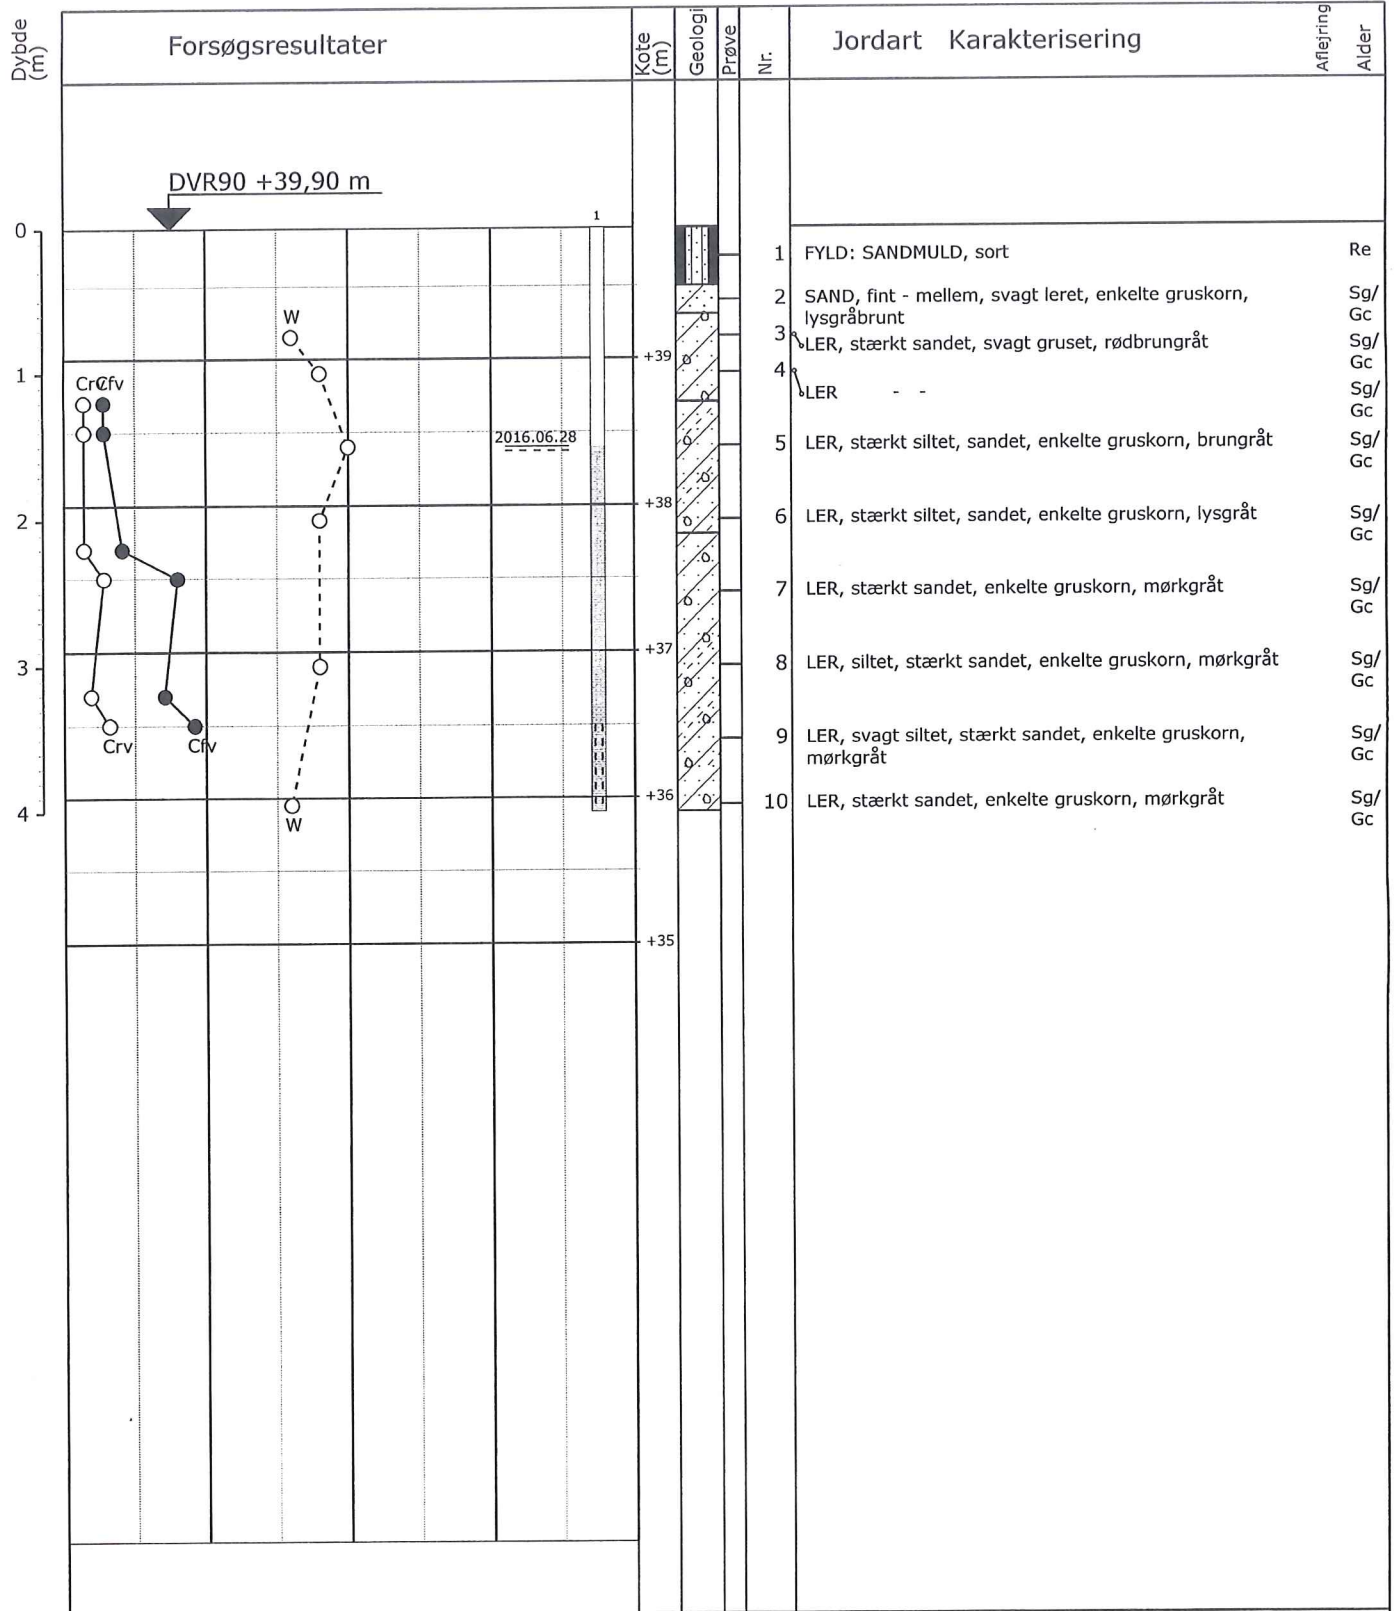 Dybde (m)
Forsøgsresultater
Kote (m)
Geologi
Prøve
Nr.
Jordart Karakterisering
Aflejring
Alder
DVR90 +39,90 m
0
1
1 FYLD: SANDMULD, sort Re
2 SAND, fint - mellem, svagt leret, enkelte gruskorn, Sg/
lysgråbrunt Gc
W
3 LER, stærkt sandet, svagt gruset, rødbrungråt Sg/
+39 Gc
1
4 LER - - Sg/
Gc
Crv Cfv
2016.06.28
5 LER, stærkt siltet, sandet, enkelte gruskorn, brungråt Sg/
Gc
+38
2
6 LER, stærkt siltet, sandet, enkelte gruskorn, lysgråt Sg/
Gc
7 LER, stærkt sandet, enkelte gruskorn, mørkgråt Sg/
Gc
+37
3
8 LER, siltet, stærkt sandet, enkelte gruskorn, mørkgråt Sg/
Gc
Crv Cfv
9 LER, svagt siltet, stærkt sandet, enkelte gruskorn, Sg/
mørkgråt Gc
+36
4
10 LER, stærkt sandet, enkelte gruskorn, mørkgråt Sg/
Gc
W
+35